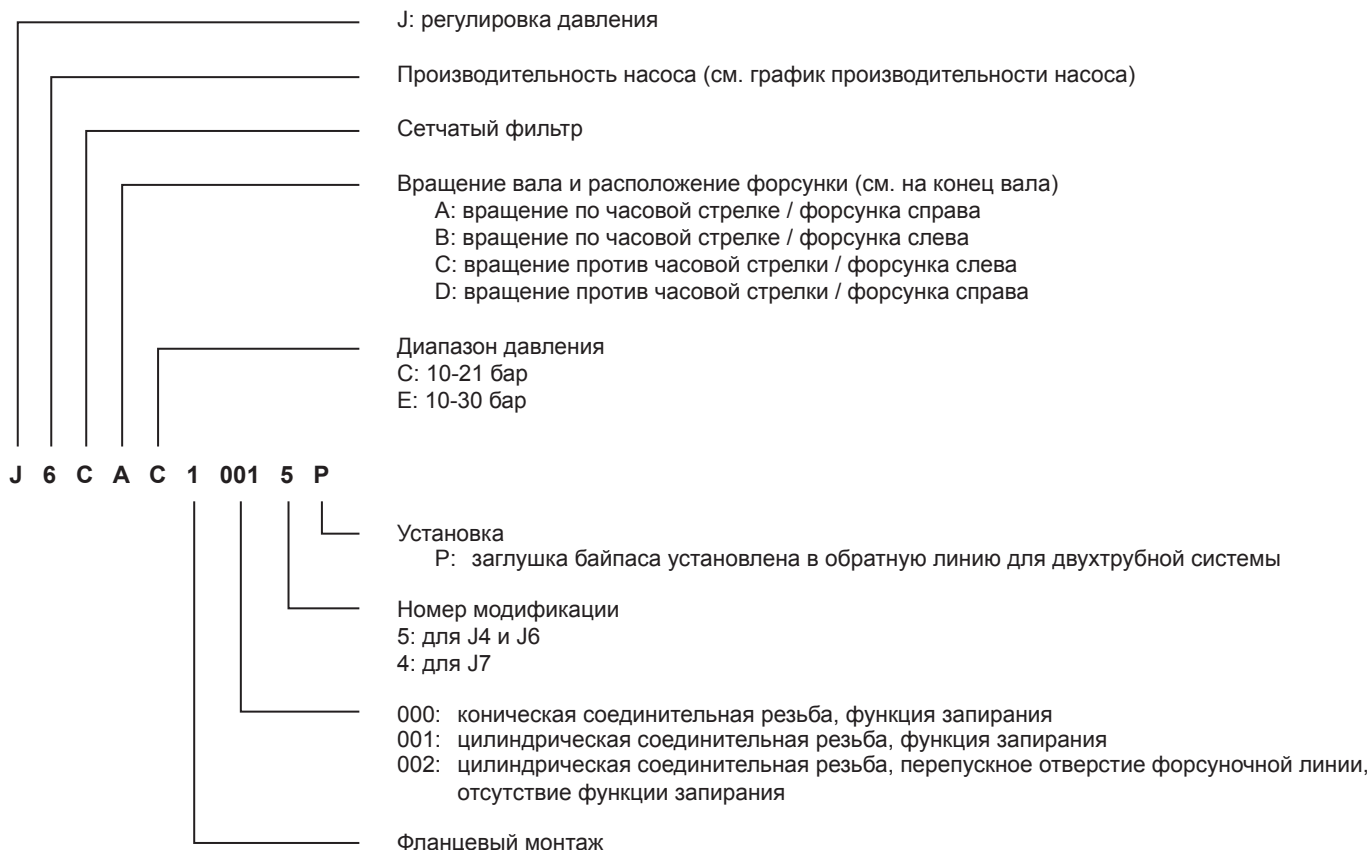 J: регулировка давления
Производительность насоса (см. график производительности насоса)
Сетчатый фильтр
Вращение вала и расположение форсунки (см. на конец вала)
A: вращение по часовой стрелке / форсунка справа
B: вращение по часовой стрелке / форсунка слева
C: вращение против часовой стрелки / форсунка слева
D: вращение против часовой стрелки / форсунка справа
Диапазон давления
C: 10-21 бар
E: 10-30 бар
J 6 C A C 1 001 5 P
Установка
P: заглушка байпаса установлена в обратную линию для двухтрубной системы
Номер модификации
5: для J4 и J6
4: для J7
000: коническая соединительная резьба, функция запирания
001: цилиндрическая соединительная резьба, функция запирания
002: цилиндрическая соединительная резьба, перепускное отверстие форсуночной линии,
отсутствие функции запирания
Фланцевый монтаж